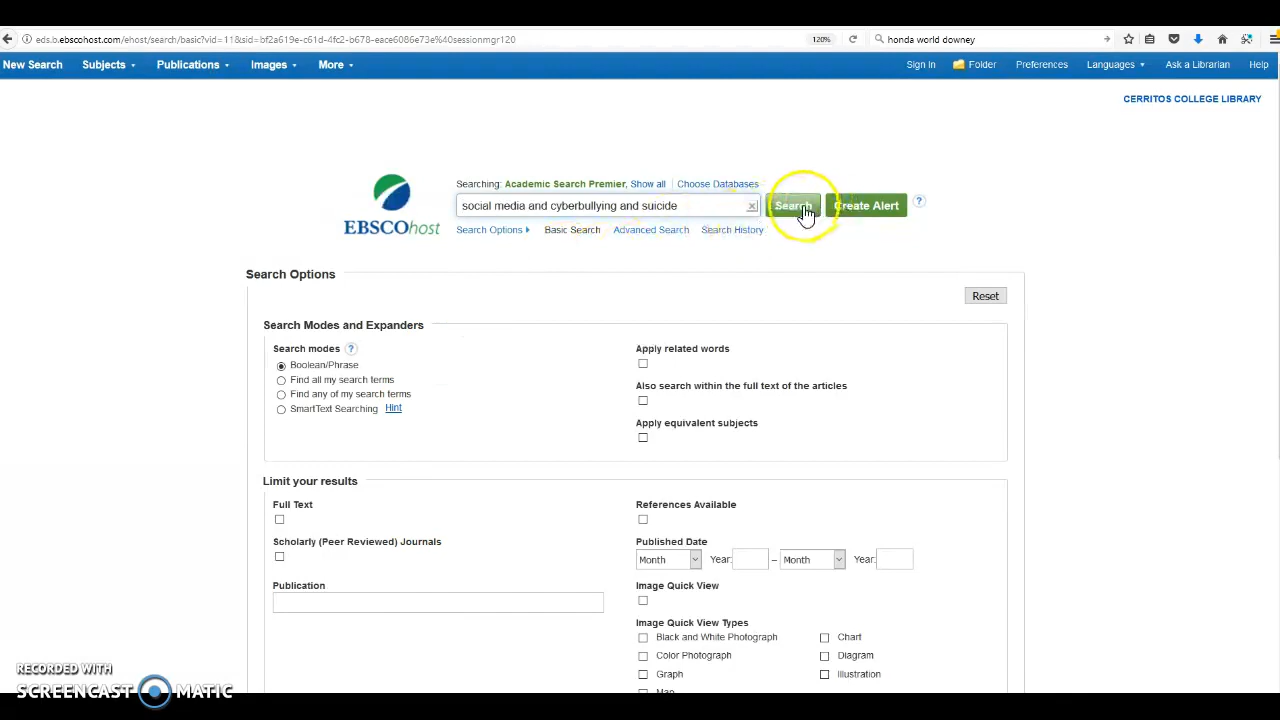 eds.b.ebscohost.com/ehost/search/basic?vid=11&sid=bf2a619e-c61d-4fc2-b678-eace6086e73e%40sessionmgr120 120% honda world downey
New Search Subjects Publications Images More Sign In Folder Preferences Languages Ask a Librarian Help
CERRITOS COLLEGE LIBRARY
Searching: Academic Search Premier, Show all Choose Databases
social media and cyberbullying and suicide Search Create Alert ?
EBSCOhost
Search Options Basic Search Advanced Search Search History
Search Options
Reset
Search Modes and Expanders
Search modes ?
Boolean/Phrase
Find all my search terms
Find any of my search terms
SmartText Searching Hint
Apply related words
Also search within the full text of the articles
Apply equivalent subjects
Limit your results
Full Text
Scholarly (Peer Reviewed) Journals
Publication
References Available
Published Date
Month Year: – Month Year:
Image Quick View
Image Quick View Types
Black and White Photograph Chart
Color Photograph Diagram
Graph Illustration
Map
RECORDED WITH
SCREENCAST MATIC